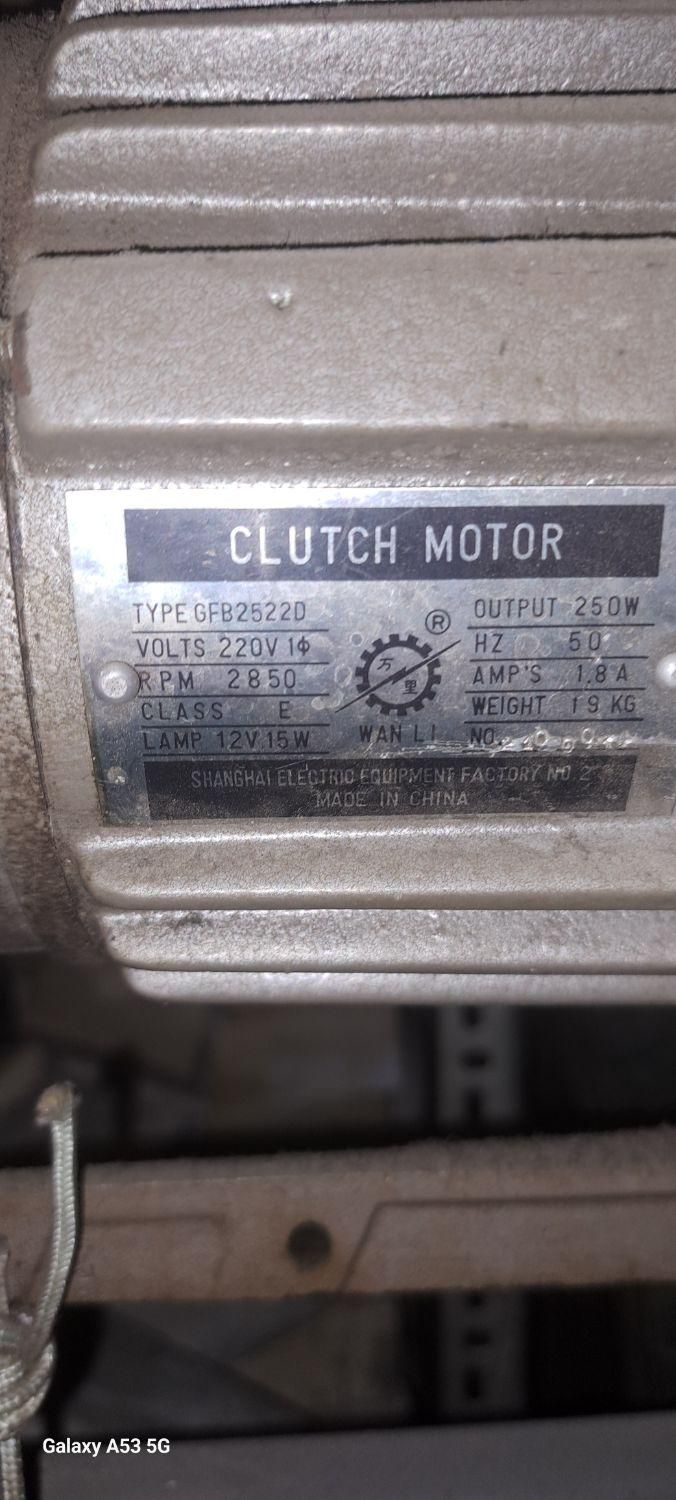 CLUTCH MOTOR
TYPE GFB2522D
VOLTS 220V 1ϕ
RPM 2850
CLASS E
LAMP 12V.15W
万里
®
WAN LI
OUTPUT 250W
HZ 50
AMP'S 1.8 A
WEIGHT 19 KG
NO.
SHANGHAI ELECTRIC EQUIPMENT FACTORY NO.2
MADE IN CHINA
Galaxy A53 5G